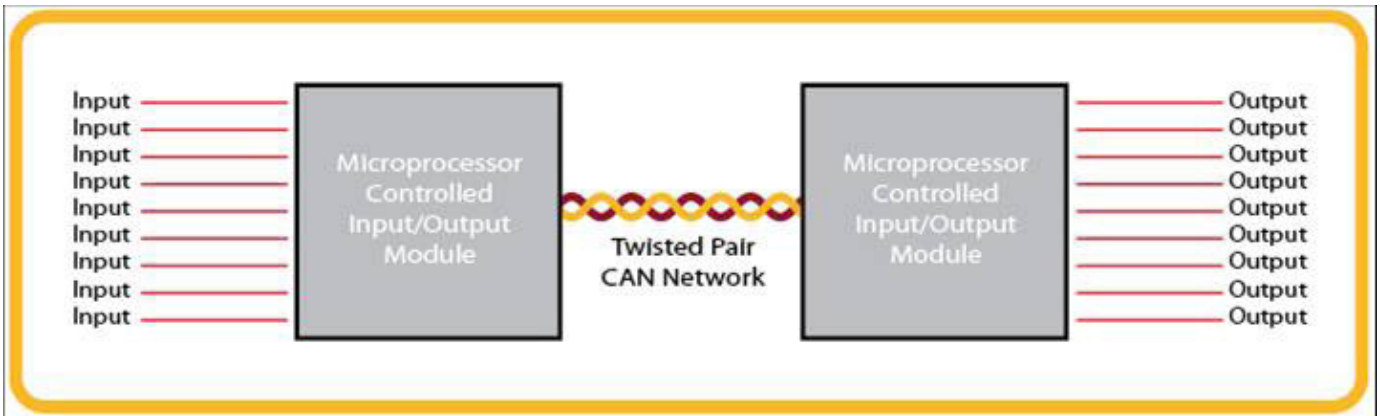 Input
Input
Input
Input
Input
Input
Input
Input
Input
Microprocessor
Controlled
Input/Output
Module
Twisted Pair
CAN Network
Microprocessor
Controlled
Input/Output
Module
Output
Output
Output
Output
Output
Output
Output
Output
Output